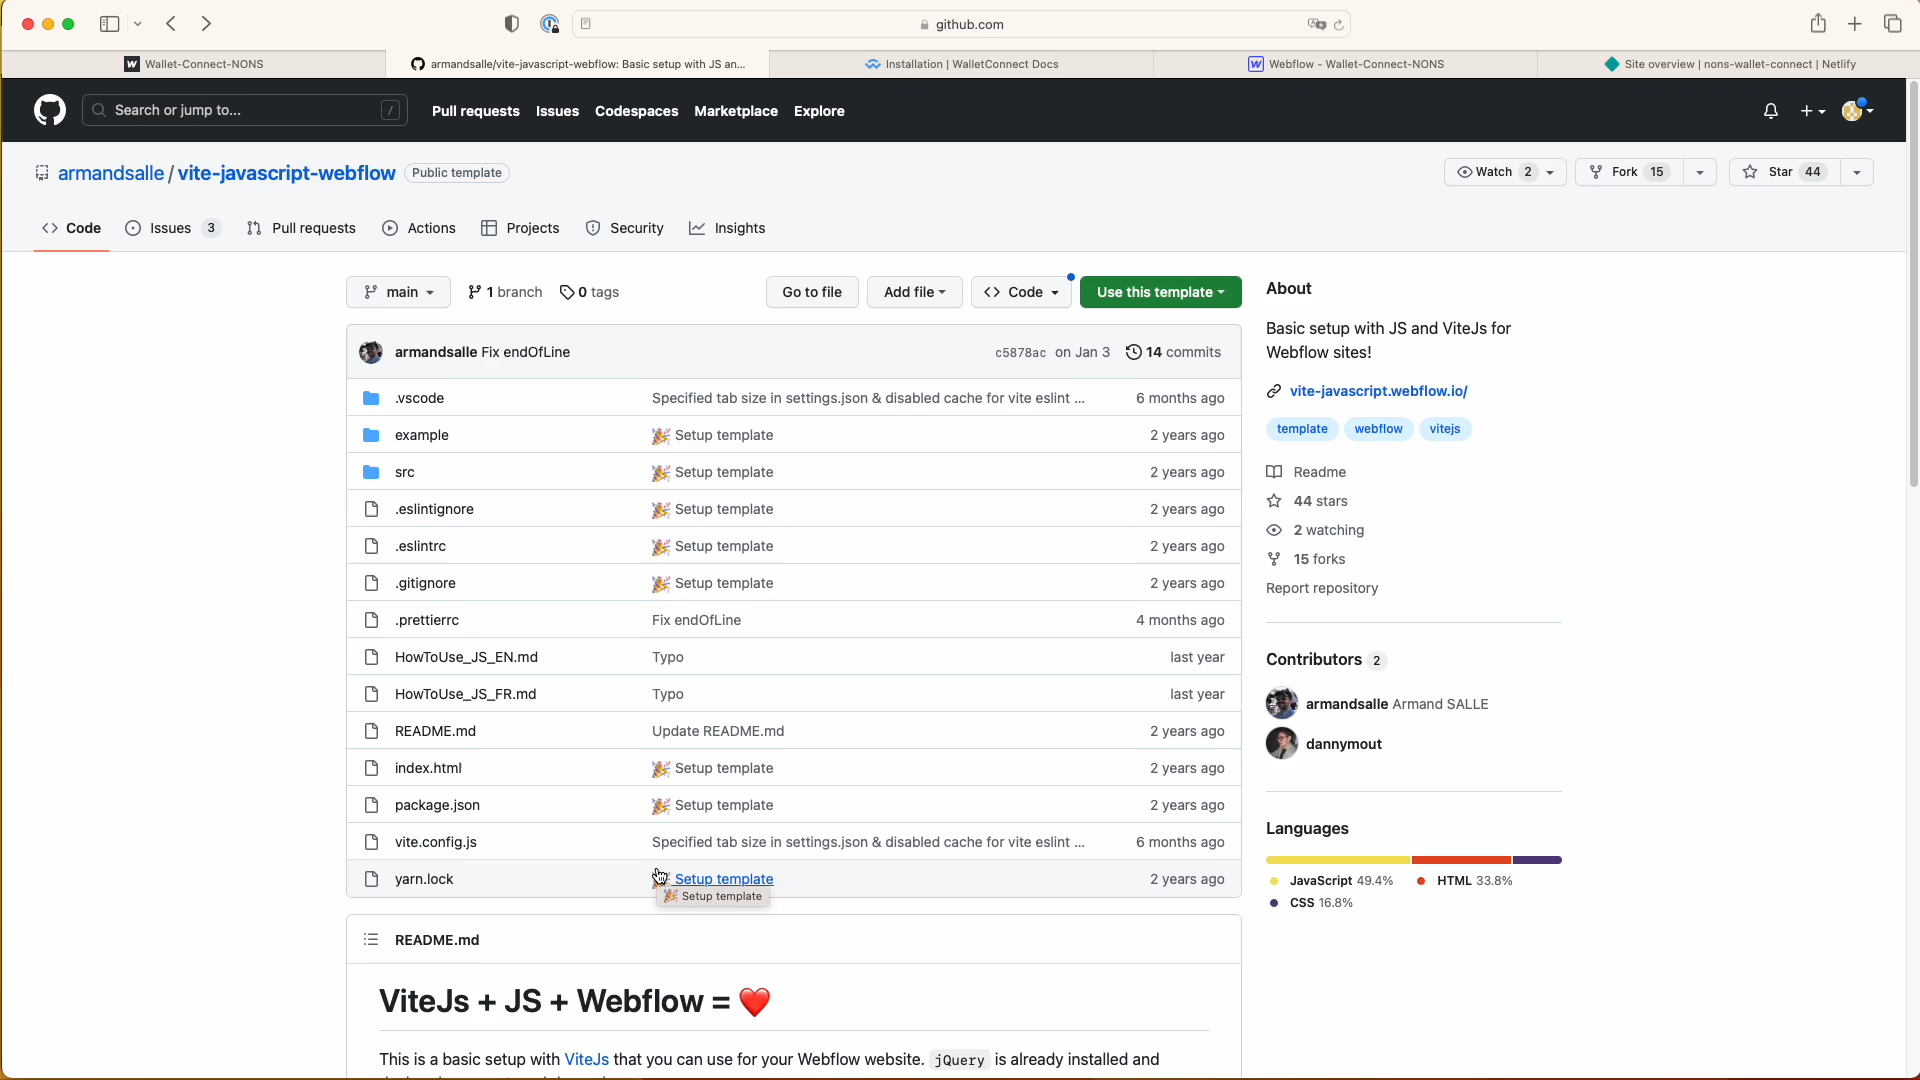 github.com
Wallet-Connect-NONS
armandsalle/vite-javascript-webflow: Basic setup with JS an...
Installation | WalletConnect Docs
Webflow - Wallet-Connect-NONS
Site overview | nons-wallet-connect | Netlify
Search or jump to... /
Pull requests Issues Codespaces Marketplace Explore
armandsalle / vite-javascript-webflow Public template
Watch 2
Fork 15
Star 44
Code Issues 3 Pull requests Actions Projects Security Insights
main 1 branch 0 tags
Go to file Add file Code Use this template
armandsalle Fix endOfLine c5878ac on Jan 3 14 commits
.vscode Specified tab size in settings.json & disabled cache for vite eslint ... 6 months ago
example 🎉 Setup template 2 years ago
src 🎉 Setup template 2 years ago
.eslintignore 🎉 Setup template 2 years ago
.eslintrc 🎉 Setup template 2 years ago
.gitignore 🎉 Setup template 2 years ago
.prettierrc Fix endOfLine 4 months ago
HowToUse_JS_EN.md Typo last year
HowToUse_JS_FR.md Typo last year
README.md Update README.md 2 years ago
index.html 🎉 Setup template 2 years ago
package.json 🎉 Setup template 2 years ago
vite.config.js Specified tab size in settings.json & disabled cache for vite eslint ... 6 months ago
yarn.lock Setup template 2 years ago
🎉 Setup template
README.md
ViteJs + JS + Webflow = ❤️
This is a basic setup with ViteJs that you can use for your Webflow website. jQuery is already installed and
About
Basic setup with JS and ViteJs for
Webflow sites!
vite-javascript.webflow.io/
template webflow vitejs
Readme
44 stars
2 watching
15 forks
Report repository
Contributors 2
armandsalle Armand SALLE
dannymout
Languages
JavaScript 49.4% HTML 33.8%
CSS 16.8%